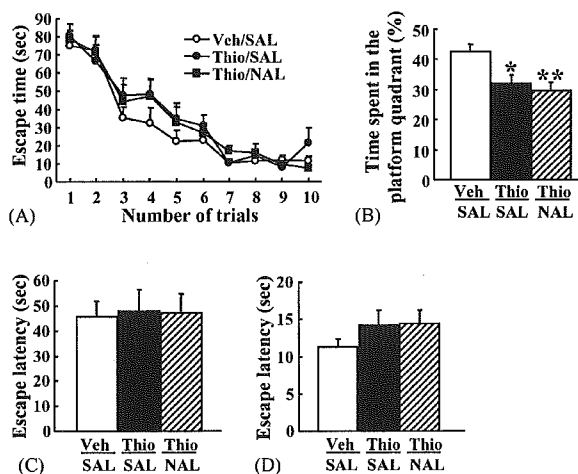 90
80
70
60
50
40
30
20
10
0
Escape time (sec)
Veh/SAL
Thio/SAL
Thio/NAL
1 2 3 4 5 6 7 8 9 10
Number of trials
(A)
50
40
30
20
10
0
Time spent in the
platform quadrant (%)
* **
Veh Thio Thio
SAL SAL NAL
(B)
60
50
40
30
20
10
0
Escape latency (sec)
Veh Thio Thio
SAL SAL NAL
(C)
20
15
10
5
0
Escape latency (sec)
Veh Thio Thio
SAL SAL NAL
(D)